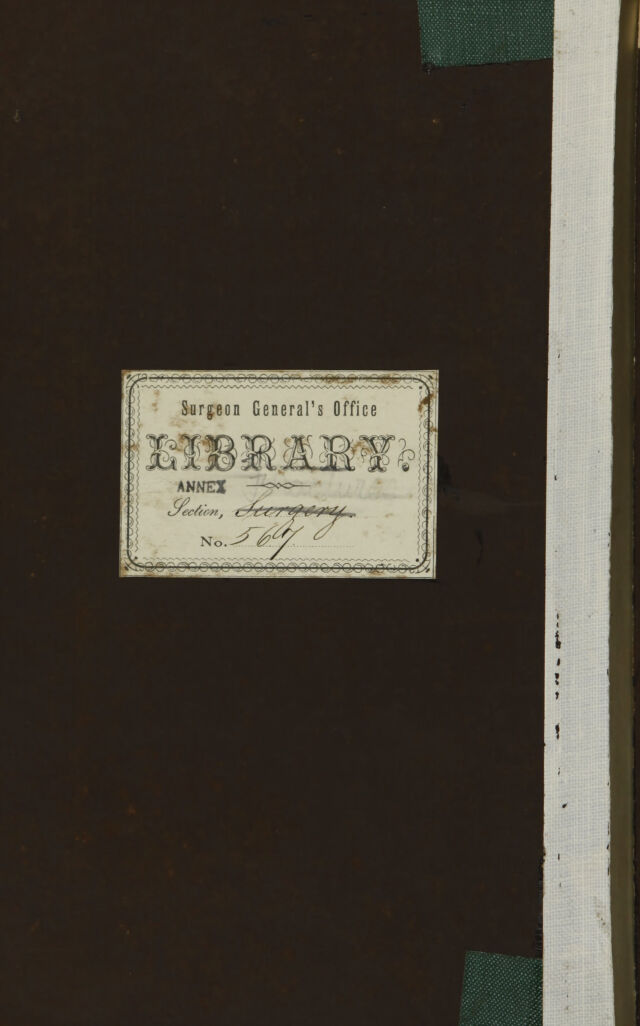 Surgeon General's Office
LIBRARY.
ANNEX
Section, Surgery.
No. 567